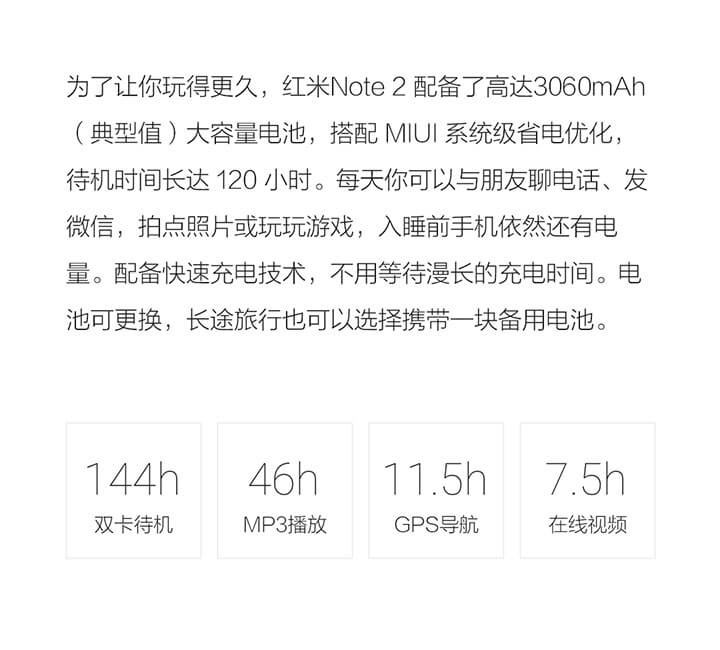 为了让你玩得更久，红米Note 2 配备了高达3060mAh
（典型值）大容量电池，搭配 MIUI 系统级省电优化，
待机时间长达 120 小时。每天你可以与朋友聊电话、发
微信，拍点照片或玩玩游戏，入睡前手机依然还有电
量。配备快速充电技术，不用等待漫长的充电时间。电
池可更换，长途旅行也可以选择携带一块备用电池。
144h
双卡待机
46h
MP3播放
11.5h
GPS导航
7.5h
在线视频